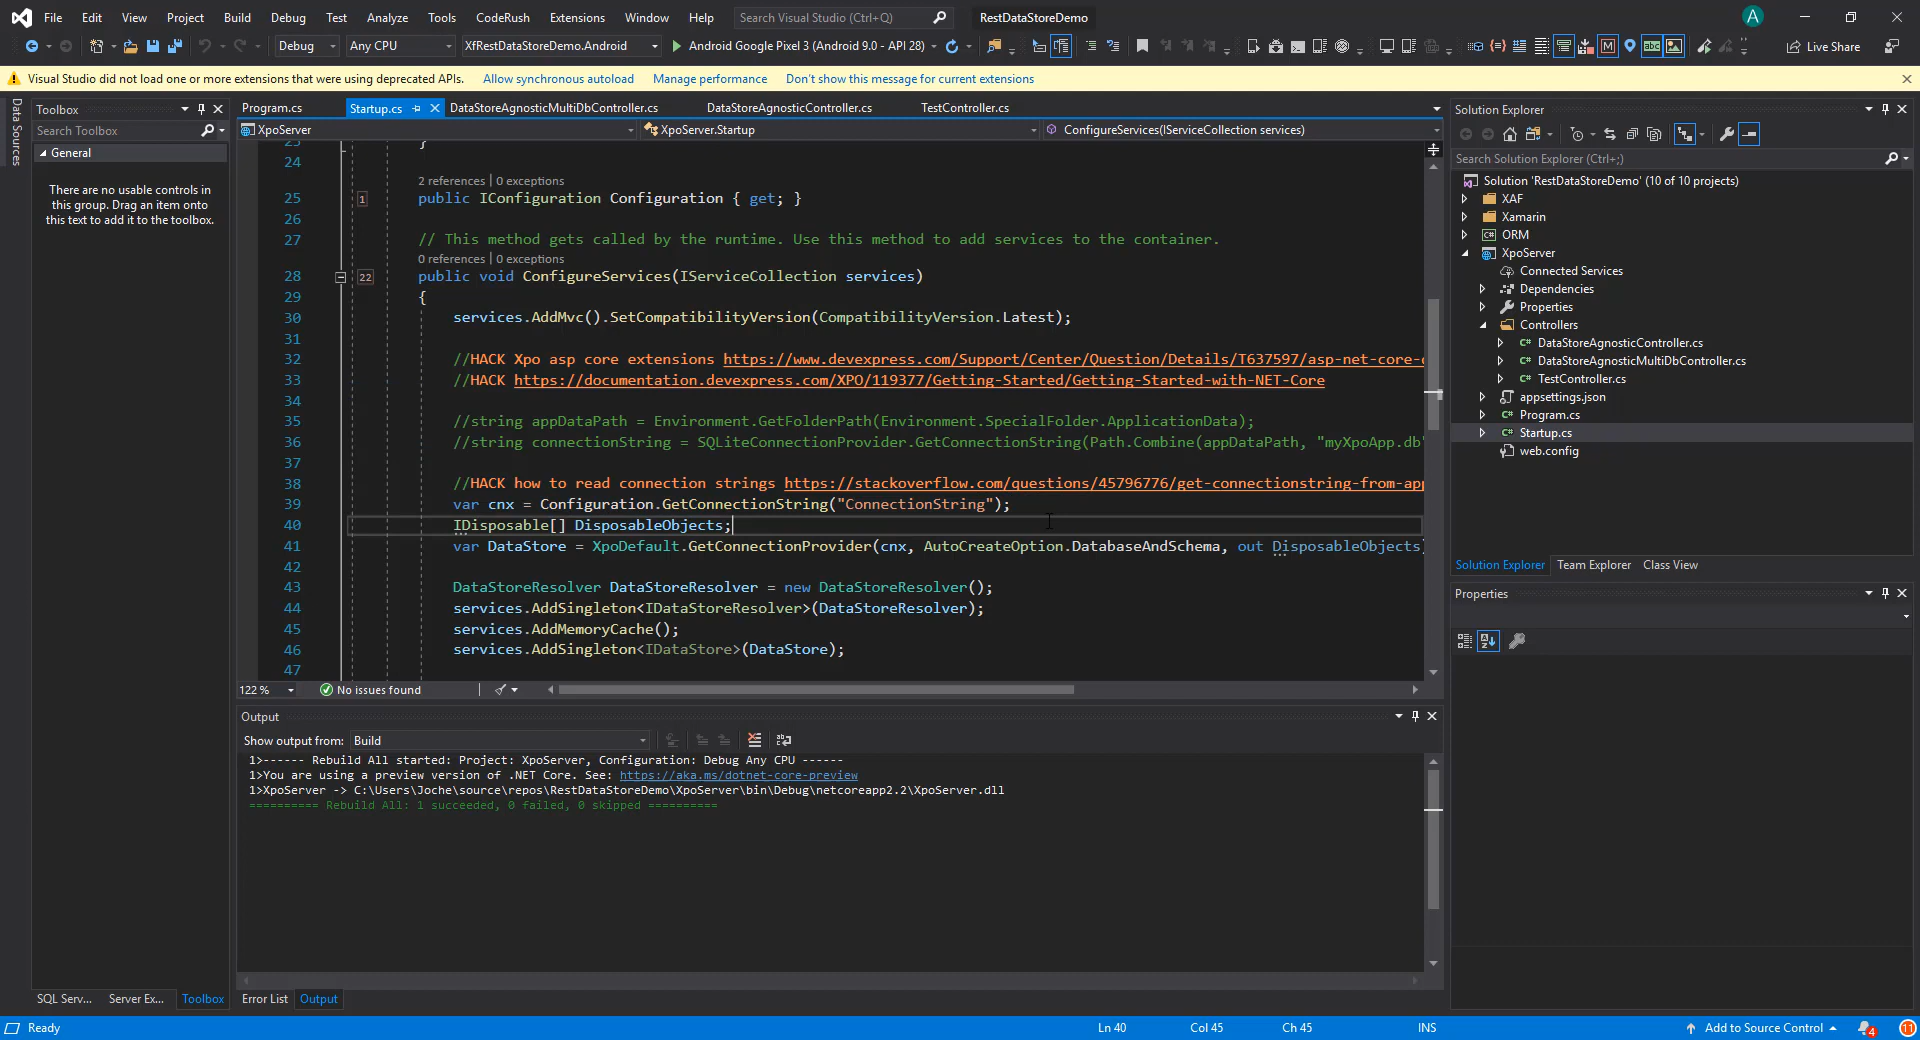 File Edit View Project Build Debug Test Analyze Tools CodeRush Extensions Window Help Search Visual Studio (Ctrl+Q) RestDataStoreDemo A
Debug Any CPU XfRestDataStoreDemo.Android Android Google Pixel 3 (Android 9.0 - API 28) Live Share
Visual Studio did not load one or more extensions that were using deprecated APIs. Allow synchronous autoload Manage performance Don't show this message for current extensions
Data Sources
Toolbox
Search Toolbox
General
There are no usable controls in
this group. Drag an item onto
this text to add it to the toolbox.
SQL Serv... Server Ex... Toolbox
Program.cs Startup.cs DataStoreAgnosticMultiDbController.cs DataStoreAgnosticController.cs TestController.cs
XpoServer XpoServer.Startup ConfigureServices(IServiceCollection services)
23 }
24
2 references | 0 exceptions
25 1 public IConfiguration Configuration { get; }
26
27 // This method gets called by the runtime. Use this method to add services to the container.
0 references | 0 exceptions
28 22 public void ConfigureServices(IServiceCollection services)
29 {
30 services.AddMvc().SetCompatibilityVersion(CompatibilityVersion.Latest);
31
32 //HACK Xpo asp core extensions https://www.devexpress.com/Support/Center/Question/Details/T637597/asp-net-core-
33 //HACK https://documentation.devexpress.com/XPO/119377/Getting-Started/Getting-Started-with-NET-Core
34
35 //string appDataPath = Environment.GetFolderPath(Environment.SpecialFolder.ApplicationData);
36 //string connectionString = SQLiteConnectionProvider.GetConnectionString(Path.Combine(appDataPath, "myXpoApp.db"
37
38 //HACK how to read connection strings https://stackoverflow.com/questions/45796776/get-connectionstring-from-app
39 var cnx = Configuration.GetConnectionString("ConnectionString");
40 IDisposable[] DisposableObjects;
41 var DataStore = XpoDefault.GetConnectionProvider(cnx, AutoCreateOption.DatabaseAndSchema, out DisposableObjects)
42
43 DataStoreResolver DataStoreResolver = new DataStoreResolver();
44 services.AddSingleton<IDataStoreResolver>(DataStoreResolver);
45 services.AddMemoryCache();
46 services.AddSingleton<IDataStore>(DataStore);
47
122 % No issues found
Output
Show output from: Build
1>------ Rebuild All started: Project: XpoServer, Configuration: Debug Any CPU ------
1>You are using a preview version of .NET Core. See: https://aka.ms/dotnet-core-preview
1>XpoServer -> C:\Users\Joche\source\repos\RestDataStoreDemo\XpoServer\bin\Debug\netcoreapp2.2\XpoServer.dll
========== Rebuild All: 1 succeeded, 0 failed, 0 skipped ==========
Error List Output
Solution Explorer
Search Solution Explorer (Ctrl+;)
Solution 'RestDataStoreDemo' (10 of 10 projects)
XAF
Xamarin
ORM
XpoServer
Connected Services
Dependencies
Properties
Controllers
DataStoreAgnosticController.cs
DataStoreAgnosticMultiDbController.cs
TestController.cs
appsettings.json
Program.cs
Startup.cs
web.config
Solution Explorer Team Explorer Class View
Properties
Ready Ln 40 Col 45 Ch 45 INS Add to Source Control 4 11